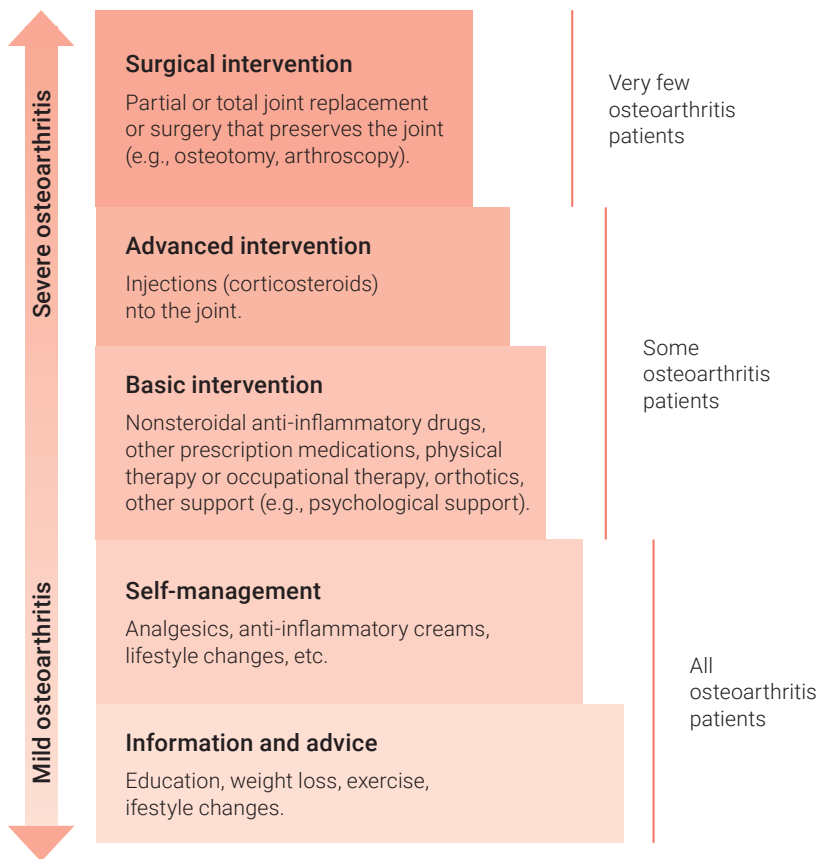 Severe osteoarthritis
Mild osteoarthritis
Surgical intervention
Partial or total joint replacement
or surgery that preserves the joint
(e.g., osteotomy, arthroscopy).
Very few
osteoarthritis
patients
Advanced intervention
Injections (corticosteroids)
nto the joint.
Basic intervention
Nonsteroidal anti-inflammatory drugs,
other prescription medications, physical
therapy or occupational therapy, orthotics,
other support (e.g., psychological support).
Some
osteoarthritis
patients
Self-management
Analgesics, anti-inflammatory creams,
lifestyle changes, etc.
Information and advice
Education, weight loss, exercise,
ifestyle changes.
All
osteoarthritis
patients